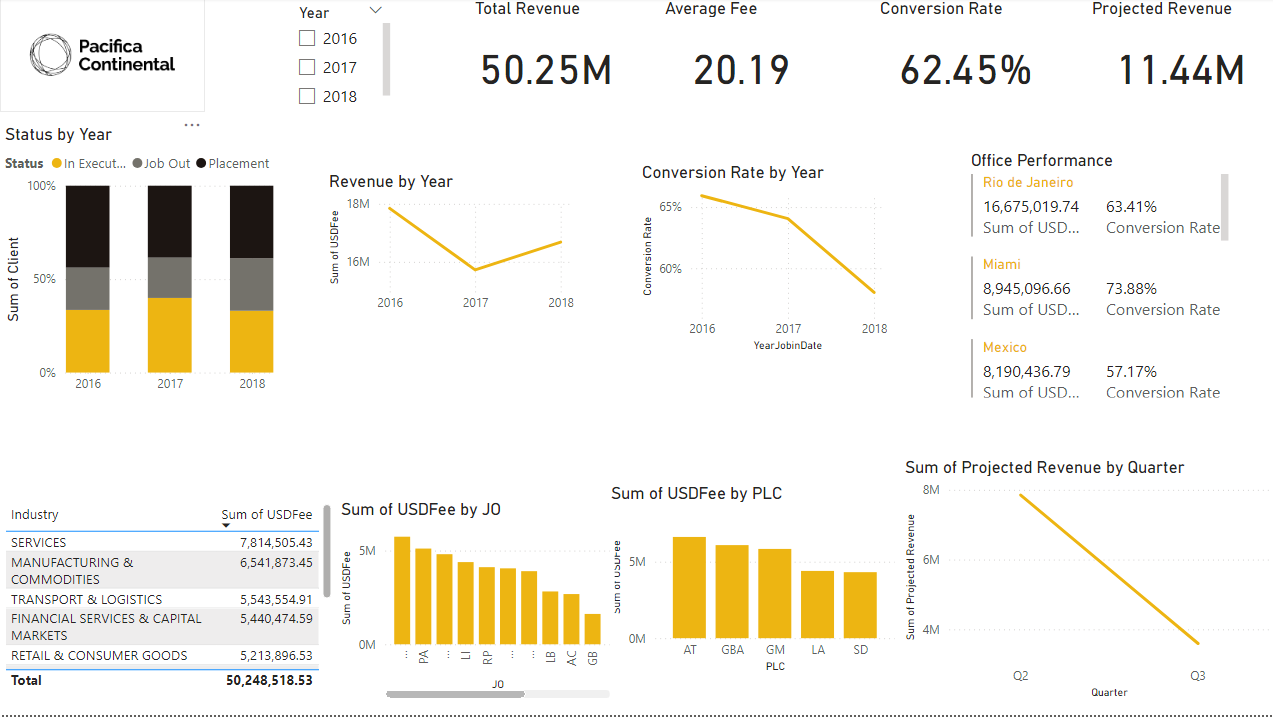 Pacifica
Continental
Year
2016
2017
2018
Total Revenue
50.25M
Average Fee
20.19
Conversion Rate
62.45%
Projected Revenue
11.44M
Status by Year
Status In Execut... Job Out Placement
100%
50%
0%
Sum of Client
2016 2017 2018
Revenue by Year
18M
16M
Sum of USDFee
2016 2017 2018
Conversion Rate by Year
65%
60%
Conversion Rate
2016 2017 2018
YearJobinDate
Office Performance
Rio de Janeiro
16,675,019.74 63.41%
Sum of USD... Conversion Rate
Miami
8,945,096.66 73.88%
Sum of USD... Conversion Rate
Mexico
8,190,436.79 57.17%
Sum of USD... Conversion Rate
Industry Sum of USDFee
SERVICES 7,814,505.43
MANUFACTURING & 6,541,873.45
COMMODITIES
TRANSPORT & LOGISTICS 5,543,554.91
FINANCIAL SERVICES & CAPITAL 5,440,474.59
MARKETS
RETAIL & CONSUMER GOODS 5,213,896.53
Total 50,248,518.53
Sum of USDFee by JO
5M
0M
Sum of USDFee
... PA ... LI RP ... ... LB AC GB
JO
Sum of USDFee by PLC
5M
0M
Sum of USDFee
AT GBA GM LA SD
PLC
Sum of Projected Revenue by Quarter
8M
6M
4M
Sum of Projected Revenue
Q2 Q3
Quarter